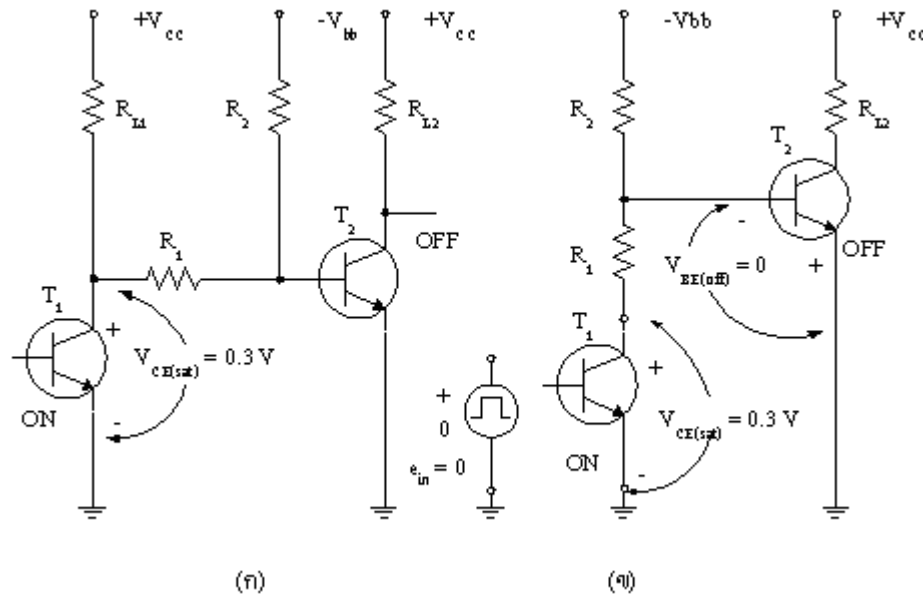 +Vcc
-Vbb
+Vcc
RL1
R2
RL2
R1
T1
T2
OFF
+
VCE(sat) = 0.3 V
ON
-
+
0
ein = 0
(ก)
-Vbb
+Vcc
R2
RL2
T2
-
VBE(off) = 0
OFF
+
R1
T1
+
VCE(sat) = 0.3 V
ON
-
(ข)